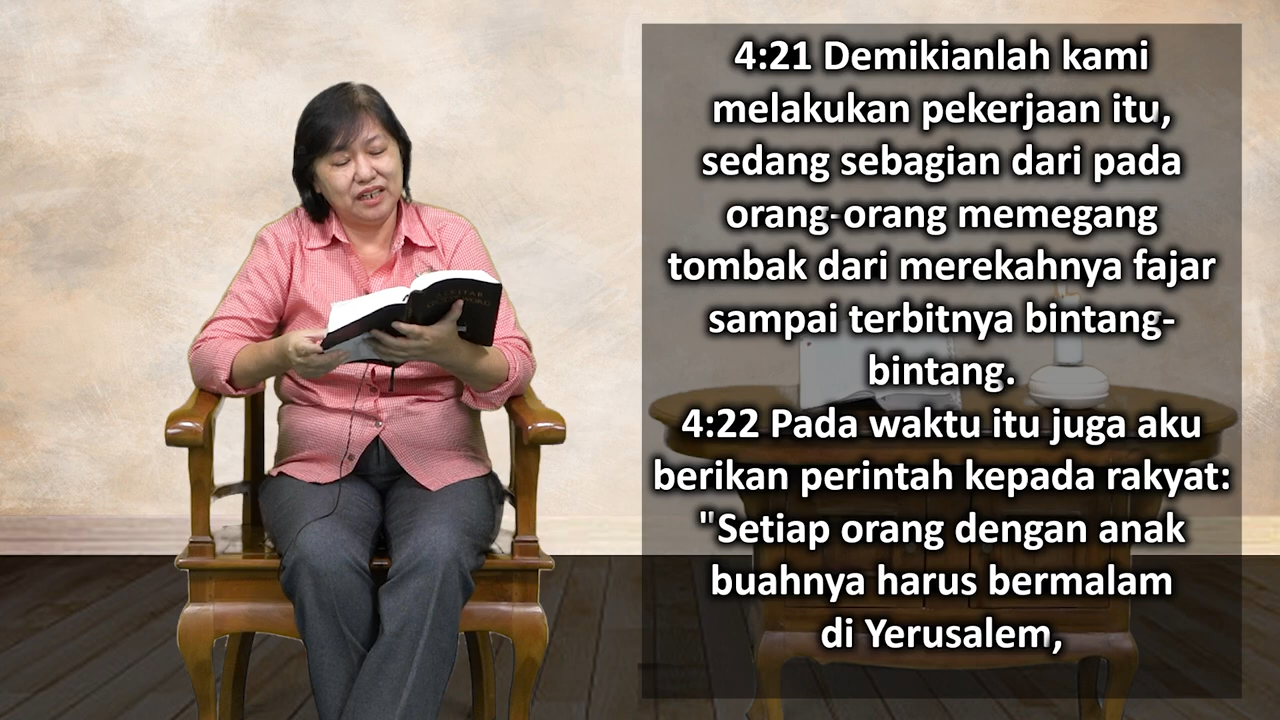 4:21 Demikianlah kami
melakukan pekerjaan itu,
sedang sebagian dari pada
orang-orang memegang
tombak dari merekahnya fajar
sampai terbitnya bintang-
bintang.
4:22 Pada waktu itu juga aku
berikan perintah kepada rakyat:
"Setiap orang dengan anak
buahnya harus bermalam
di Yerusalem,